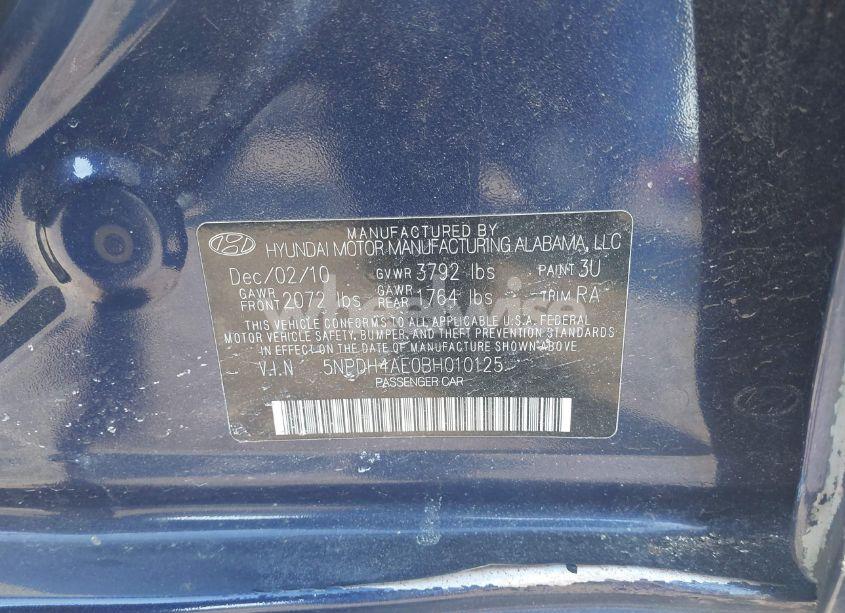 MANUFACTURED BY
HYUNDAI MOTOR MANUFACTURING ALABAMA, LLC
Dec/02/10 GVWR 3792 lbs PAINT 3U
GAWR FRONT 2072 lbs GAWR REAR 1764 lbs TRIM RA
THIS VEHICLE CONFORMS TO ALL APPLICABLE U.S.A. FEDERAL
MOTOR VEHICLE SAFETY, BUMPER, AND THEFT PREVENTION STANDARDS
IN EFFECT ON THE DATE OF MANUFACTURE SHOWN ABOVE.
V.I.N 5NPDH4AE0BH010125
PASSENGER CAR